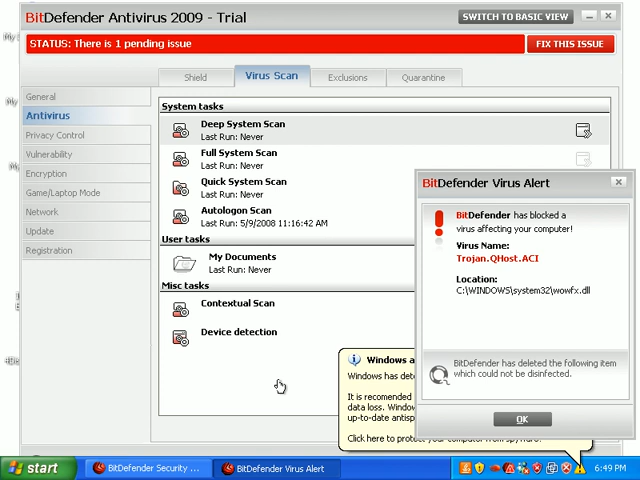 BitDefender Antivirus 2009 - Trial
SWITCH TO BASIC VIEW
STATUS: There is 1 pending issue
FIX THIS ISSUE
Shield
Virus Scan
Exclusions
Quarantine
General
Antivirus
Privacy Control
Vulnerability
Encryption
Game/Laptop Mode
Network
Update
Registration
System tasks
Deep System Scan
Last Run: Never
Full System Scan
Last Run: Never
Quick System Scan
Last Run: Never
Autologon Scan
Last Run: 5/9/2008 11:16:42 AM
User tasks
My Documents
Last Run: Never
Misc tasks
Contextual Scan
Device detection
BitDefender Virus Alert
BitDefender has blocked a
virus affecting your computer!
Virus Name:
Trojan.QHost.ACI
Location:
C:\WINDOWS\system32\wowfx.dll
BitDefender has deleted the following item
which could not be disinfected.
OK
Windows
Windows has
It is recomended
data loss. 
up-to-date
Click here to protect your computer from
start
BitDefender Security ...
BitDefender Virus Alert
6:49 PM